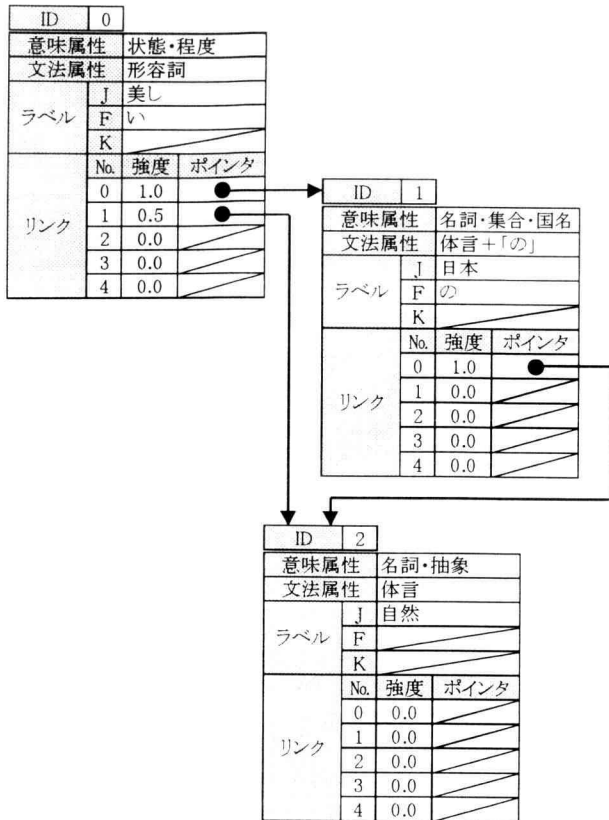 ID 0
意味属性 状態・程度
文法属性 形容詞
ラベル J 美し
F い
K
リンク No. 強度 ポインタ
0 1.0
1 0.5
2 0.0
3 0.0
4 0.0
ID 1
意味属性 名詞・集合・国名
文法属性 体言+「の」
ラベル J 日本
F の
K
リンク No. 強度 ポインタ
0 1.0
1 0.0
2 0.0
3 0.0
4 0.0
ID 2
意味属性 名詞・抽象
文法属性 体言
ラベル J 自然
F
K
リンク No. 強度 ポインタ
0 0.0
1 0.0
2 0.0
3 0.0
4 0.0